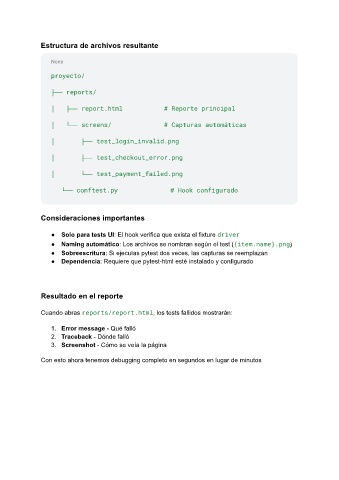 Estructura de archivos resultante
None
proyecto/
├── reports/
│   ├── report.html          # Reporte principal
│   └── screens/             # Capturas automáticas
│       ├── test_login_invalid.png
│       ├── test_checkout_error.png
│       └── test_payment_failed.png
└── conftest.py              # Hook configurado
Consideraciones importantes
● Solo para tests UI: El hook verifica que exista el fixture driver
● Naming automático: Los archivos se nombran según el test ({item.name}.png)
● Sobreescritura: Si ejecutas pytest dos veces, las capturas se reemplazan
● Dependencia: Requiere que pytest-html esté instalado y configurado
Resultado en el reporte
Cuando abras reports/report.html, los tests fallidos mostrarán:
1. Error message - Qué falló
2. Traceback - Dónde falló
3. Screenshot - Cómo se veía la página
Con esto ahora tenemos debugging completo en segundos en lugar de minutos